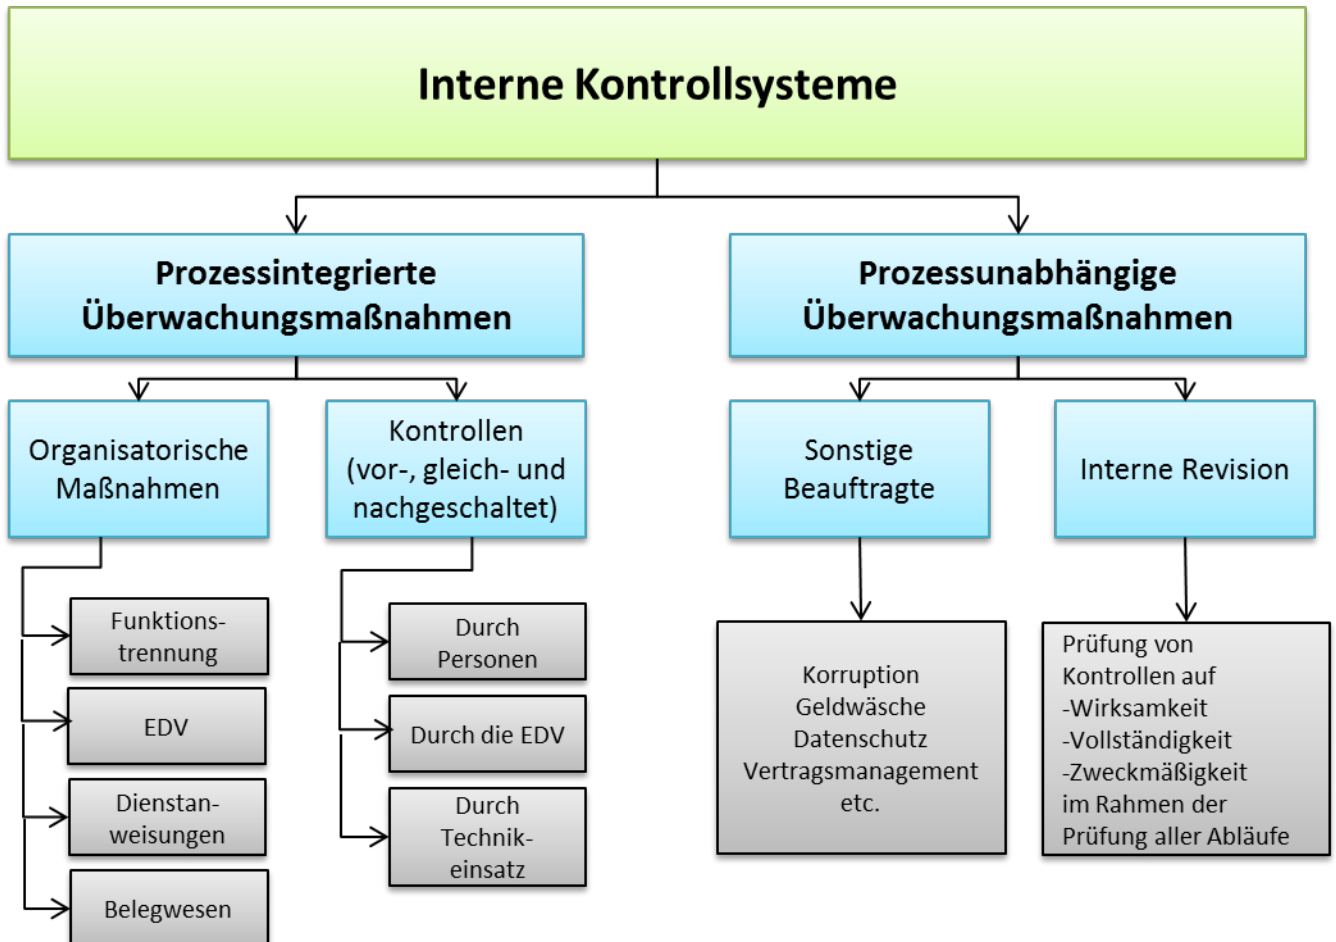 Interne Kontrollsysteme
Prozessintegrierte
Überwachungsmaßnahmen
Prozessunabhängige
Überwachungsmaßnahmen
Organisatorische
Maßnahmen
Kontrollen
(vor-, gleich- und
nachgeschaltet)
Sonstige
Beauftragte
Interne Revision
Funktions-
trennung
EDV
Dienstan-
weisungen
Belegwesen
Durch
Personen
Durch die EDV
Durch
Technik-
einsatz
Korruption
Geldwäsche
Datenschutz
Vertragsmanagement
etc.
Prüfung von
Kontrollen auf
-Wirksamkeit
-Vollständigkeit
-Zweckmäßigkeit
im Rahmen der
Prüfung aller Abläufe